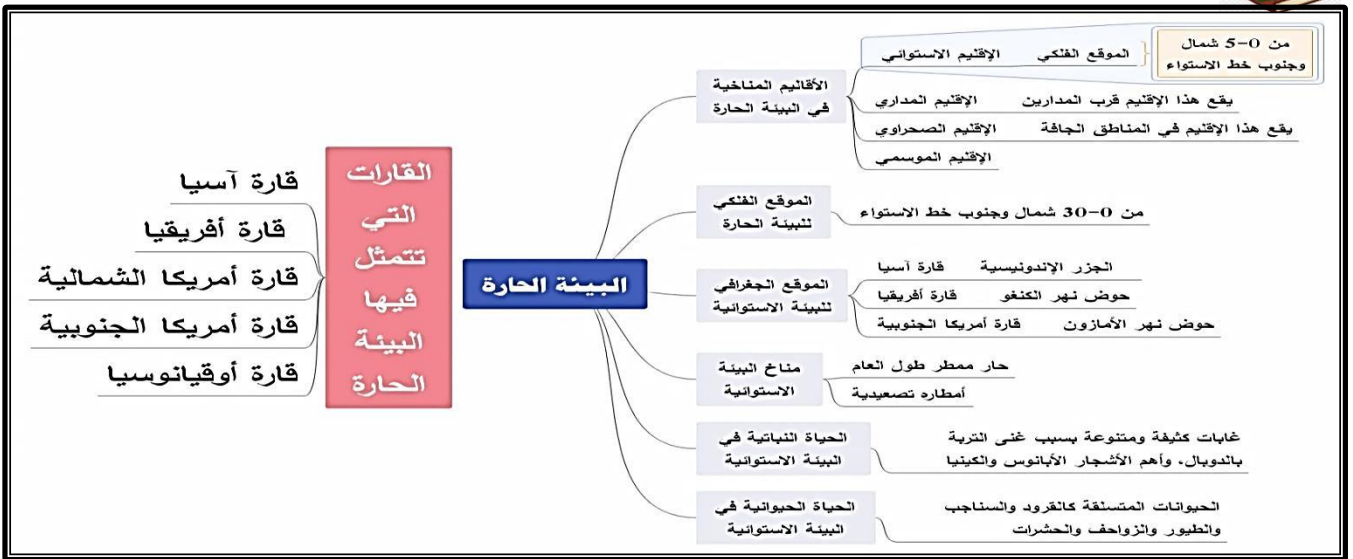 البيئة الحارة
الأقاليم المناخية
في البيئة الحارة
الإقليم الاستوائي
الموقع الفلكي
من 0-5 شمال
وجنوب خط الاستواء
الإقليم المداري
يقع هذا الإقليم قرب المدارين
الإقليم الصحراوي
يقع هذا الإقليم في المناطق الجافة
الإقليم الموسمي
الموقع الفلكي
للبيئة الحارة
من 0-30 شمال وجنوب خط الاستواء
الموقع الجغرافي
للبيئة الاستوائية
قارة آسيا
الجزر الإندونيسية
قارة أفريقيا
حوض نهر الكنغو
قارة أمريكا الجنوبية
حوض نهر الأمازون
مناخ البيئة
الاستوائية
حار ممطر طول العام
أمطاره تصعيدية
الحياة النباتية في
البيئة الاستوائية
غابات كثيفة ومتنوعة بسبب غنى التربة
بالدوبال، وأهم الأشجار الأبانوس والكينيا
الحياة الحيوانية في
البيئة الاستوائية
الحيوانات المتسلقة كالقرود والسناجب
والطيور والزواحف والحشرات
القارات
التي
تتمثل
فيها
البيئة
الحارة
قارة آسيا
قارة أفريقيا
قارة أمريكا الشمالية
قارة أمريكا الجنوبية
قارة أوقيانوسيا